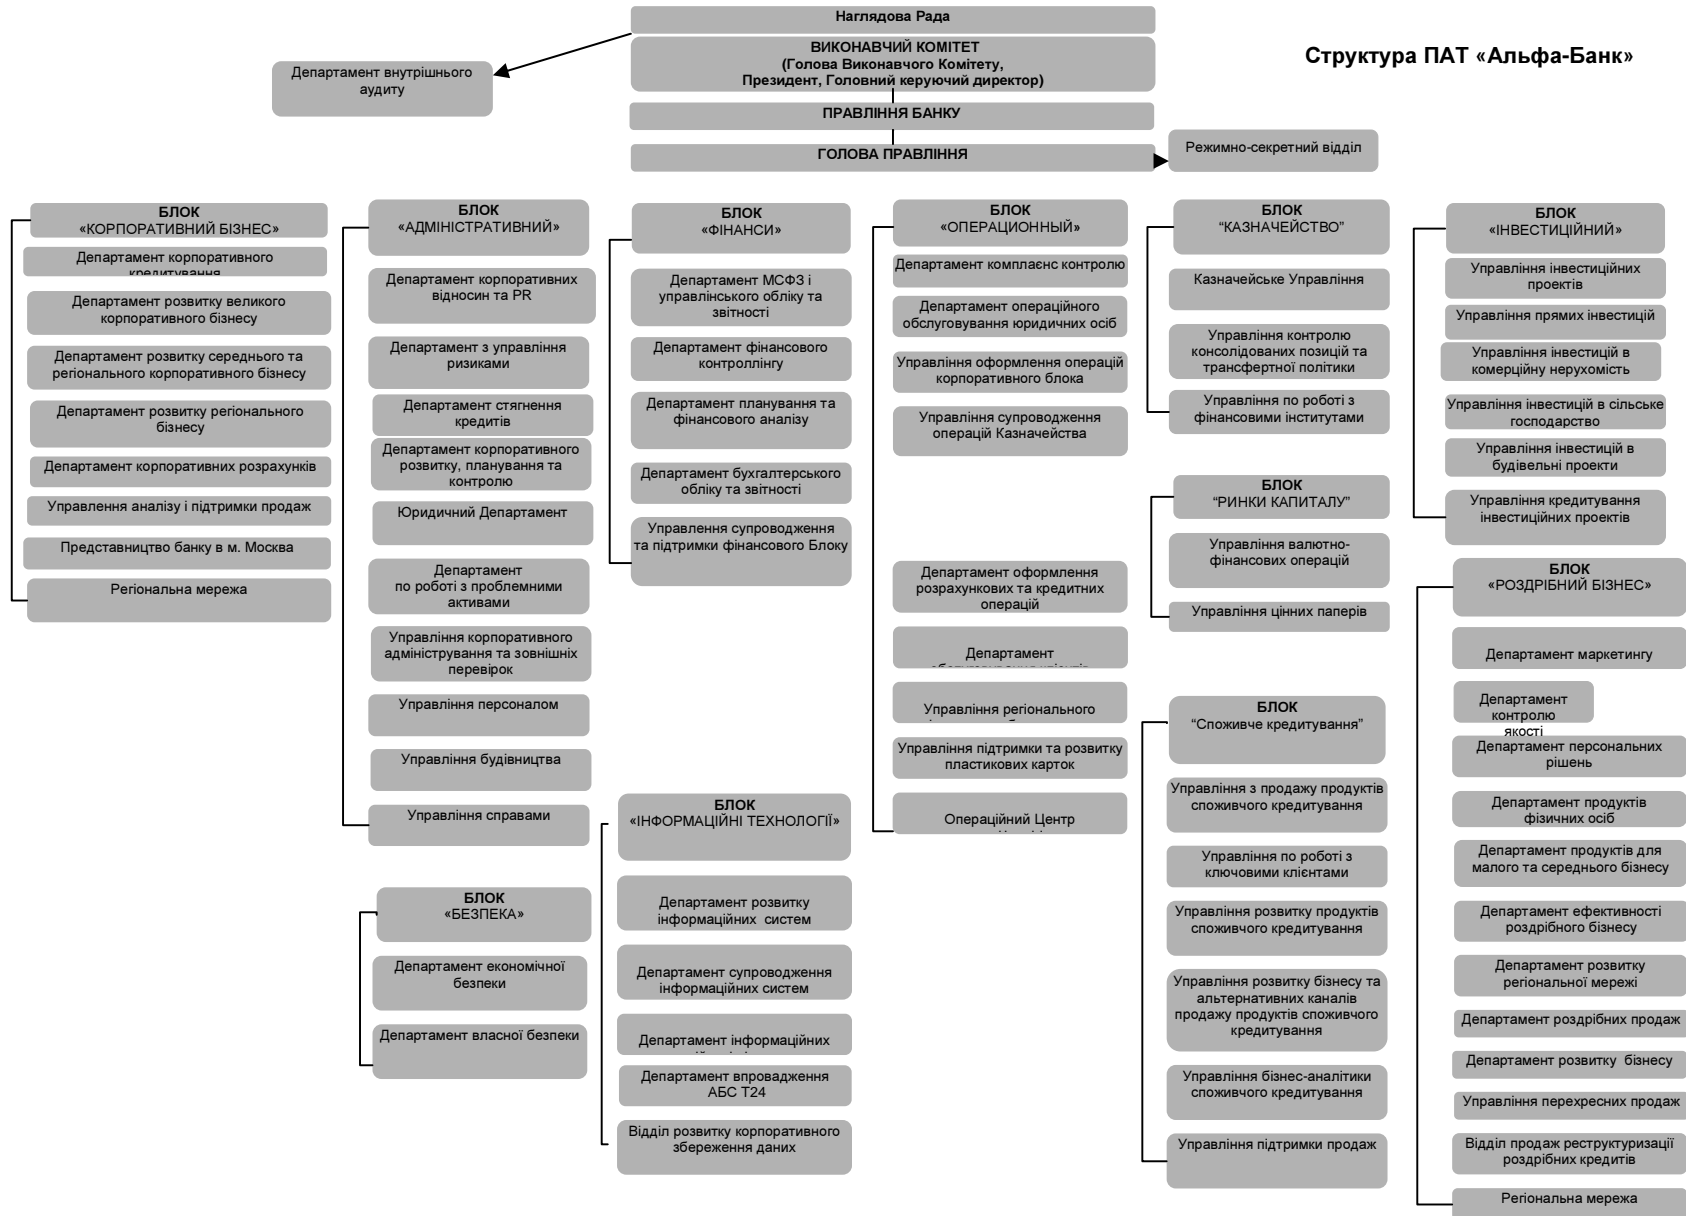 Структура ПАТ «Альфа-Банк»
Наглядова Рада
ВИКОНАВЧИЙ КОМІТЕТ
(Голова Виконавчого Комітету,
Президент, Головний керуючий директор)
ПРАВЛІННЯ БАНКУ
ГОЛОВА ПРАВЛІННЯ
Департамент внутрішнього
аудиту
Режимно-секретний відділ
БЛОК
«КОРПОРАТИВНИЙ БІЗНЕС»
Департамент корпоративного
кредитування
Департамент розвитку великого
корпоративного бізнесу
Департамент розвитку середнього та
регіонального корпоративного бізнесу
Департамент розвитку регіонального
бізнесу
Департамент корпоративних розрахунків
Управлення аналізу і підтримки продаж
Представництво банку в м. Москва
Регіональна мережа
БЛОК
«АДМІНІСТРАТИВНИЙ»
Департамент корпоративних
відносин та PR
Департамент з управління
ризиками
Департамент стягнення
кредитів
Департамент корпоративного
розвитку, планування та
контролю
Юридичний Департамент
Департамент
по роботі з проблемними
активами
Управління корпоративного
адміністрування та зовнішніх
перевірок
Управління персоналом
Управління будівництва
Управління справами
БЛОК
«БЕЗПЕКА»
Департамент економічної
безпеки
Департамент власної безпеки
БЛОК
«ФІНАНСИ»
Департамент МСФЗ і
управлінського обліку та
звітності
Департамент фінансового
контроллінгу
Департамент планування та
фінансового аналізу
Департамент бухгалтерського
обліку та звітності
Управлення супроводження
та підтримки фінансового Блоку
БЛОК
«ІНФОРМАЦІЙНІ ТЕХНОЛОГІЇ»
Департамент розвитку
інформаційних систем
Департамент супроводження
інформаційних систем
Департамент інформаційних
Департамент впровадження
АБС Т24
Відділ розвитку корпоративного
збереження даних
БЛОК
«ОПЕРАЦИОННЫЙ»
Департамент комплаєнс контролю
Департамент операційного
обслуговування юридичних осіб
Управління оформлення операцій
корпоративного блока
Управління супроводження
операцій Казначейства
Департамент оформлення
розрахункових та кредитних
операцій
Департамент
Управління регіонального
Управління підтримки та розвитку
пластикових карток
Операційний Центр
БЛОК
“КАЗНАЧЕЙСТВО”
Казначейське Управління
Управління контролю
консолідованих позицій та
трансфертної політики
Управління по роботі з
фінансовими інститутами
БЛОК
“РИНКИ КАПИТАЛУ”
Управління валютно-
фінансових операцій
Управління цінних паперів
БЛОК
“Споживче кредитування”
Управління з продажу продуктів
споживчого кредитування
Управління по роботі з
ключовими клієнтами
Управління розвитку продуктів
споживчого кредитування
Управління розвитку бізнесу та
альтернативних каналів
продажу продуктів споживчого
кредитування
Управління бізнес-аналітики
споживчого кредитування
Управління підтримки продаж
БЛОК
«ІНВЕСТИЦІЙНИЙ»
Управління інвестиційних
проектів
Управління прямих інвестицій
Управління інвестицій в
комерційну нерухомість
Управління інвестицій в сільське
господарство
Управління інвестицій в
будівельні проекти
Управління кредитування
інвестиційних проектів
БЛОК
«РОЗДРІБНИЙ БІЗНЕС»
Департамент маркетингу
Департамент
контролю
якості
Департамент персональних
рішень
Департамент продуктів
фізичних осіб
Департамент продуктів для
малого та середнього бізнесу
Департамент ефективності
роздрібного бізнесу
Департамент розвитку
регіональної мережі
Департамент роздрібних продаж
Департамент розвитку бізнесу
Управління перехресних продаж
Відділ продаж реструктуризації
роздрібних кредитів
Регіональна мережа